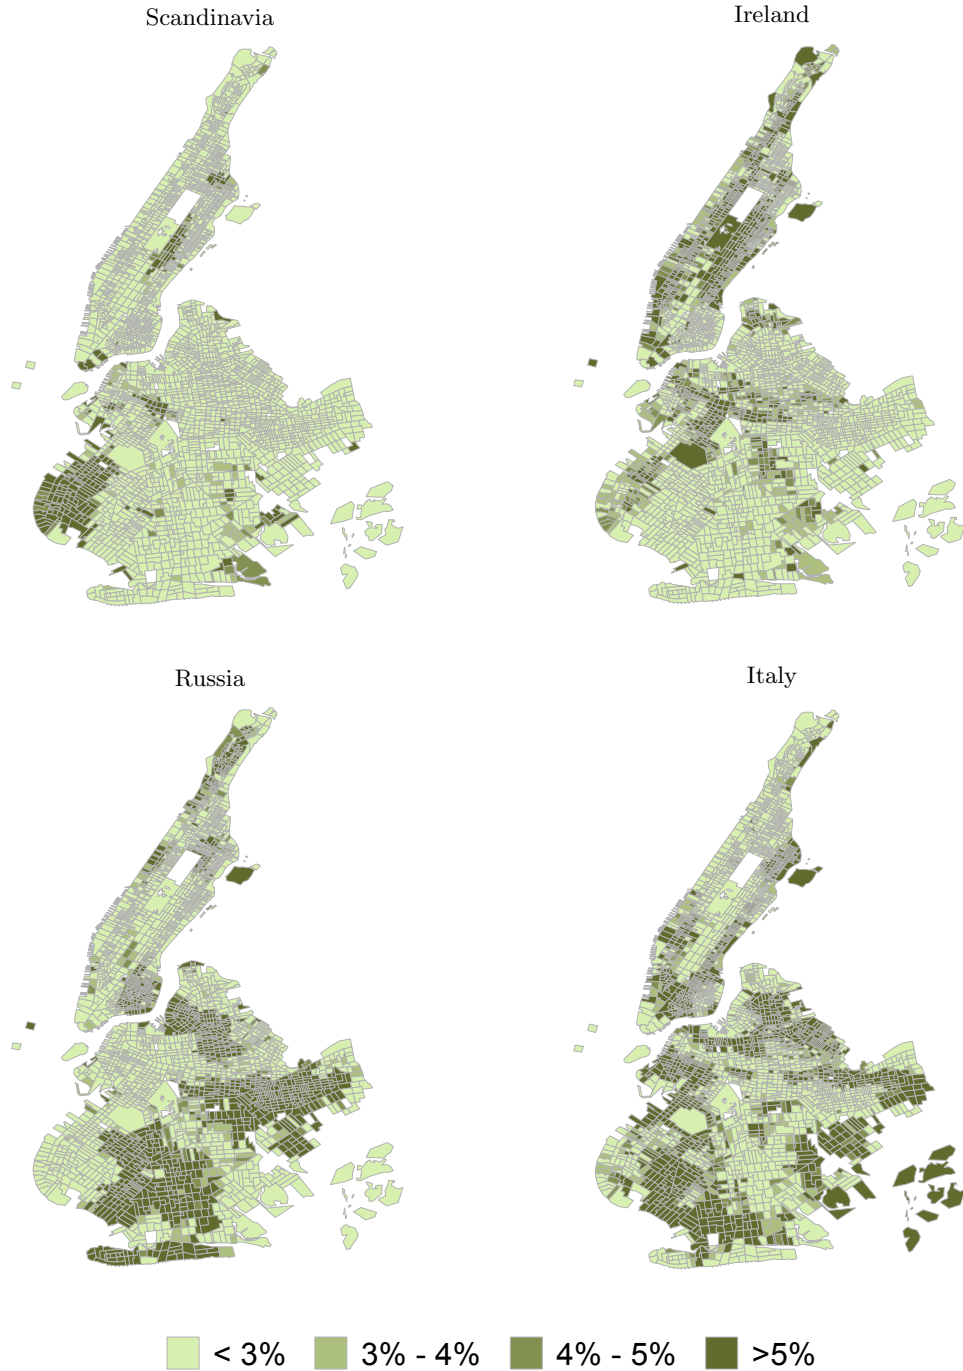 Scandinavia
Ireland
Russia
Italy
< 3%
3% - 4%
4% - 5%
>5%